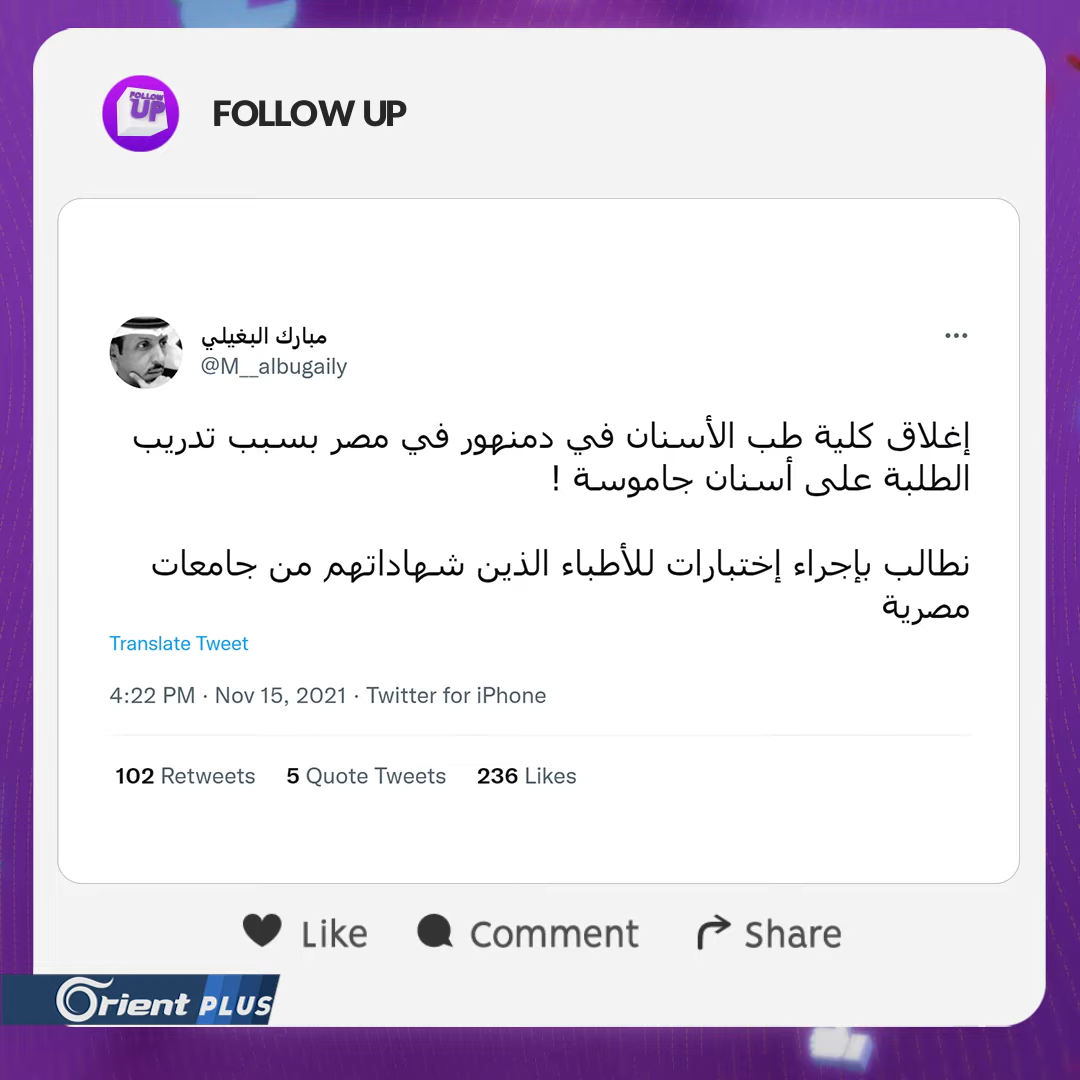 FOLLOW UP
FOLLOW UP
مبارك البغيلي
@M__albugaily
إغلاق كلية طب الأسنان في دمنهور في مصر بسبب تدريب
الطلبة على أسنان جاموسة !
نطالب بإجراء إختبارات للأطباء الذين شهاداتهم من جامعات
مصرية
Translate Tweet
4:22 PM · Nov 15, 2021 · Twitter for iPhone
102 Retweets 5 Quote Tweets 236 Likes
Like Comment Share
Orient PLUS